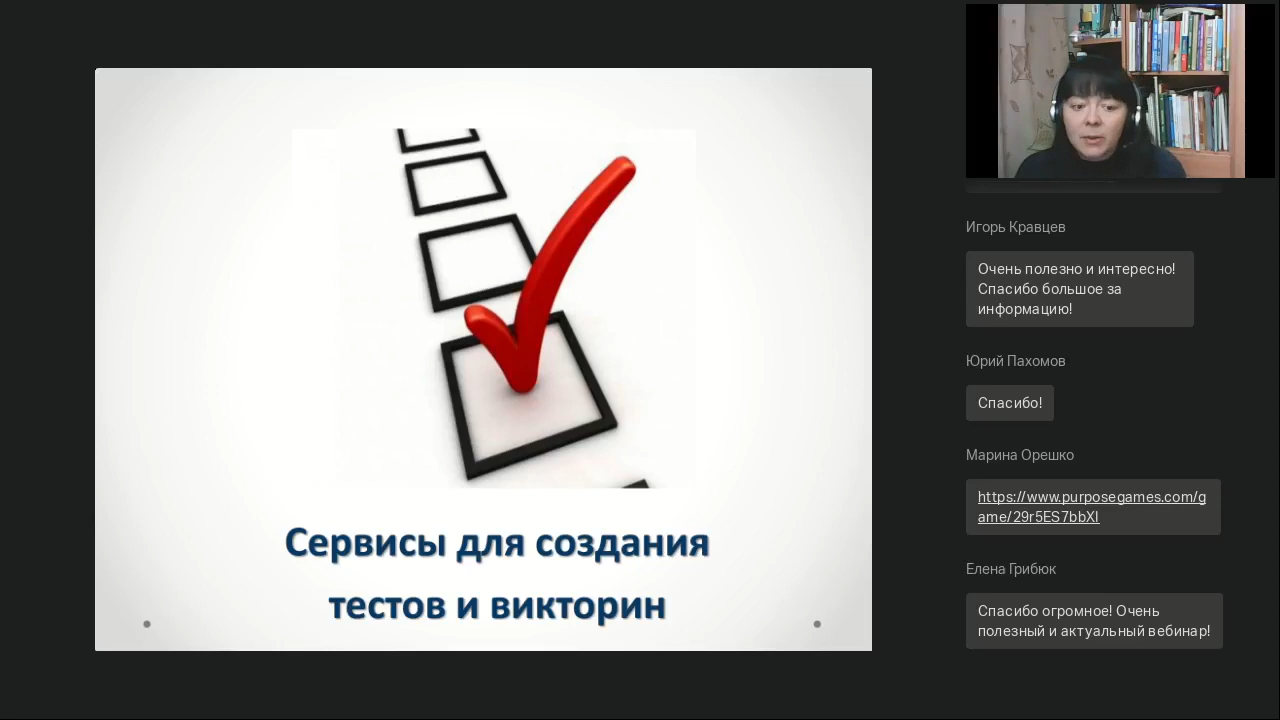 Сервисы для создания
тестов и викторин
Игорь Кравцев
Очень полезно и интересно!
Спасибо большое за
информацию!
Юрий Пахомов
Спасибо!
Марина Орешко
https://www.purposegames.com/g
ame/29r5ES7bbXI
Елена Грибюк
Спасибо огромное! Очень
полезный и актуальный вебинар!